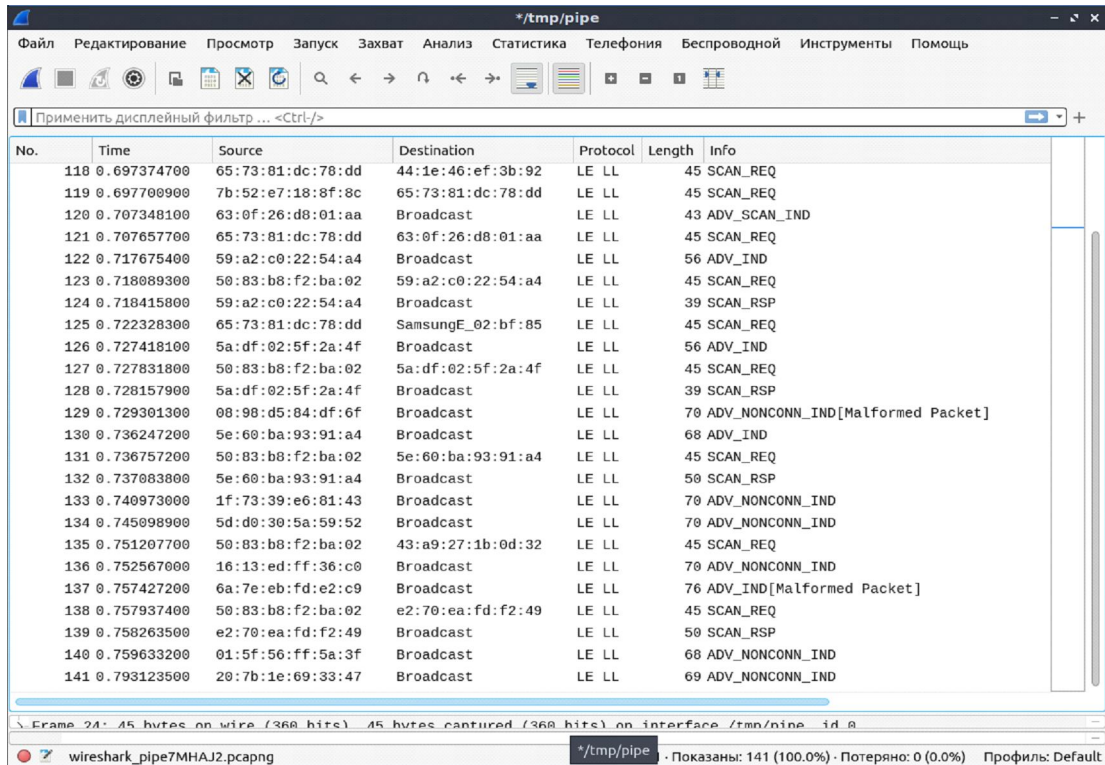 */tmp/pipe
Файл Редактирование Просмотр Запуск Захват Анализ Статистика Телефония Беспроводной Инструменты Помощь
Применить дисплейный фильтр ... <Ctrl-/>
No. Time Source Destination Protocol Length Info
118 0.697374700 65:73:81:dc:78:dd 44:1e:46:ef:3b:92 LE LL 45 SCAN_REQ
119 0.697700900 7b:52:e7:18:8f:8c 65:73:81:dc:78:dd LE LL 45 SCAN_REQ
120 0.707348100 63:0f:26:d8:01:aa Broadcast LE LL 43 ADV_SCAN_IND
121 0.707657700 65:73:81:dc:78:dd 63:0f:26:d8:01:aa LE LL 45 SCAN_REQ
122 0.717675400 59:a2:c0:22:54:a4 Broadcast LE LL 56 ADV_IND
123 0.718089300 50:83:b8:f2:ba:02 59:a2:c0:22:54:a4 LE LL 45 SCAN_REQ
124 0.718415800 59:a2:c0:22:54:a4 Broadcast LE LL 39 SCAN_RSP
125 0.722328300 65:73:81:dc:78:dd SamsungE_02:bf:85 LE LL 45 SCAN_REQ
126 0.727418100 5a:df:02:5f:2a:4f Broadcast LE LL 56 ADV_IND
127 0.727831800 50:83:b8:f2:ba:02 5a:df:02:5f:2a:4f LE LL 45 SCAN_REQ
128 0.728157900 5a:df:02:5f:2a:4f Broadcast LE LL 39 SCAN_RSP
129 0.729301300 08:98:d5:84:df:6f Broadcast LE LL 70 ADV_NONCONN_IND[Malformed Packet]
130 0.736247200 5e:60:ba:93:91:a4 Broadcast LE LL 68 ADV_IND
131 0.736757200 50:83:b8:f2:ba:02 5e:60:ba:93:91:a4 LE LL 45 SCAN_REQ
132 0.737083800 5e:60:ba:93:91:a4 Broadcast LE LL 50 SCAN_RSP
133 0.740973000 1f:73:39:e6:81:43 Broadcast LE LL 70 ADV_NONCONN_IND
134 0.745098900 5d:d0:30:5a:59:52 Broadcast LE LL 70 ADV_NONCONN_IND
135 0.751207700 50:83:b8:f2:ba:02 43:a9:27:1b:0d:32 LE LL 45 SCAN_REQ
136 0.752567000 16:13:ed:ff:36:c0 Broadcast LE LL 70 ADV_NONCONN_IND
137 0.757427200 6a:7e:eb:fd:e2:c9 Broadcast LE LL 76 ADV_IND[Malformed Packet]
138 0.757937400 50:83:b8:f2:ba:02 e2:70:ea:fd:f2:49 LE LL 45 SCAN_REQ
139 0.758263500 e2:70:ea:fd:f2:49 Broadcast LE LL 50 SCAN_RSP
140 0.759633200 01:5f:56:ff:5a:3f Broadcast LE LL 68 ADV_NONCONN_IND
141 0.793123500 20:7b:1e:69:33:47 Broadcast LE LL 69 ADV_NONCONN_IND
Frame 24: 45 bytes on wire (360 bits), 45 bytes captured (360 bits) on interface /tmp/pipe, id 0
wireshark_pipe7MHAJ2.pcapng */tmp/pipe · Показаны: 141 (100.0%) · Потеряно: 0 (0.0%) Профиль: Default